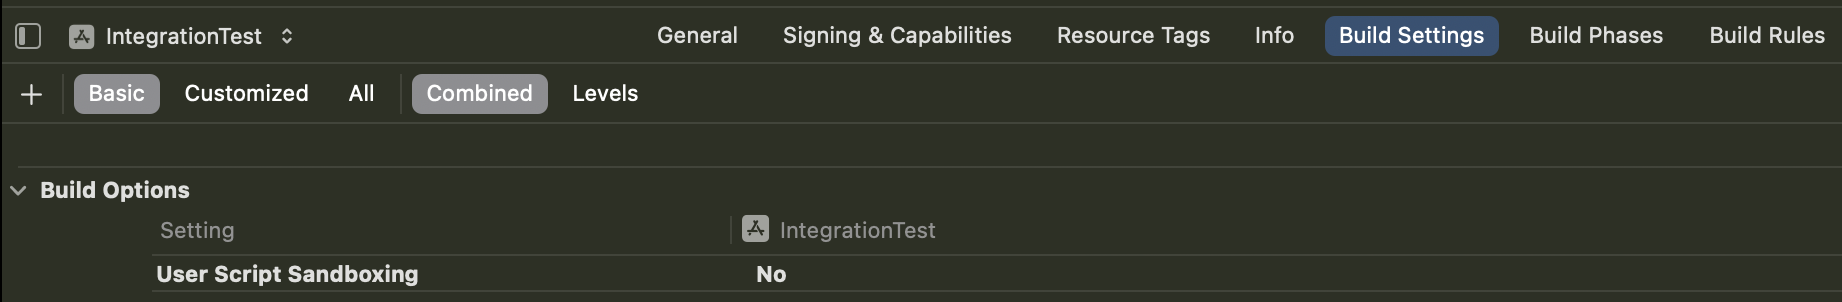 IntegrationTest General Signing & Capabilities Resource Tags Info Build Settings Build Phases Build Rules
Basic Customized All Combined Levels
Build Options
Setting IntegrationTest
User Script Sandboxing No